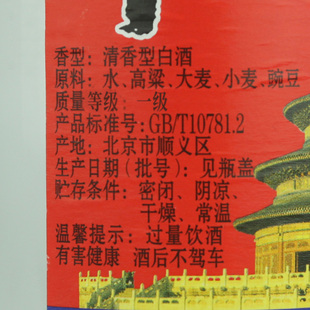 香型：清香型白酒
原料：水、高粱、大麦、小麦、豌豆
质量等级：一级
产品标准号：GB/T10781.2
产地：北京市顺义区
生产日期（批号）：见瓶盖
贮存条件：密闭、阴凉、
干燥、常温
温馨提示：过量饮酒
有害健康 酒后不驾车